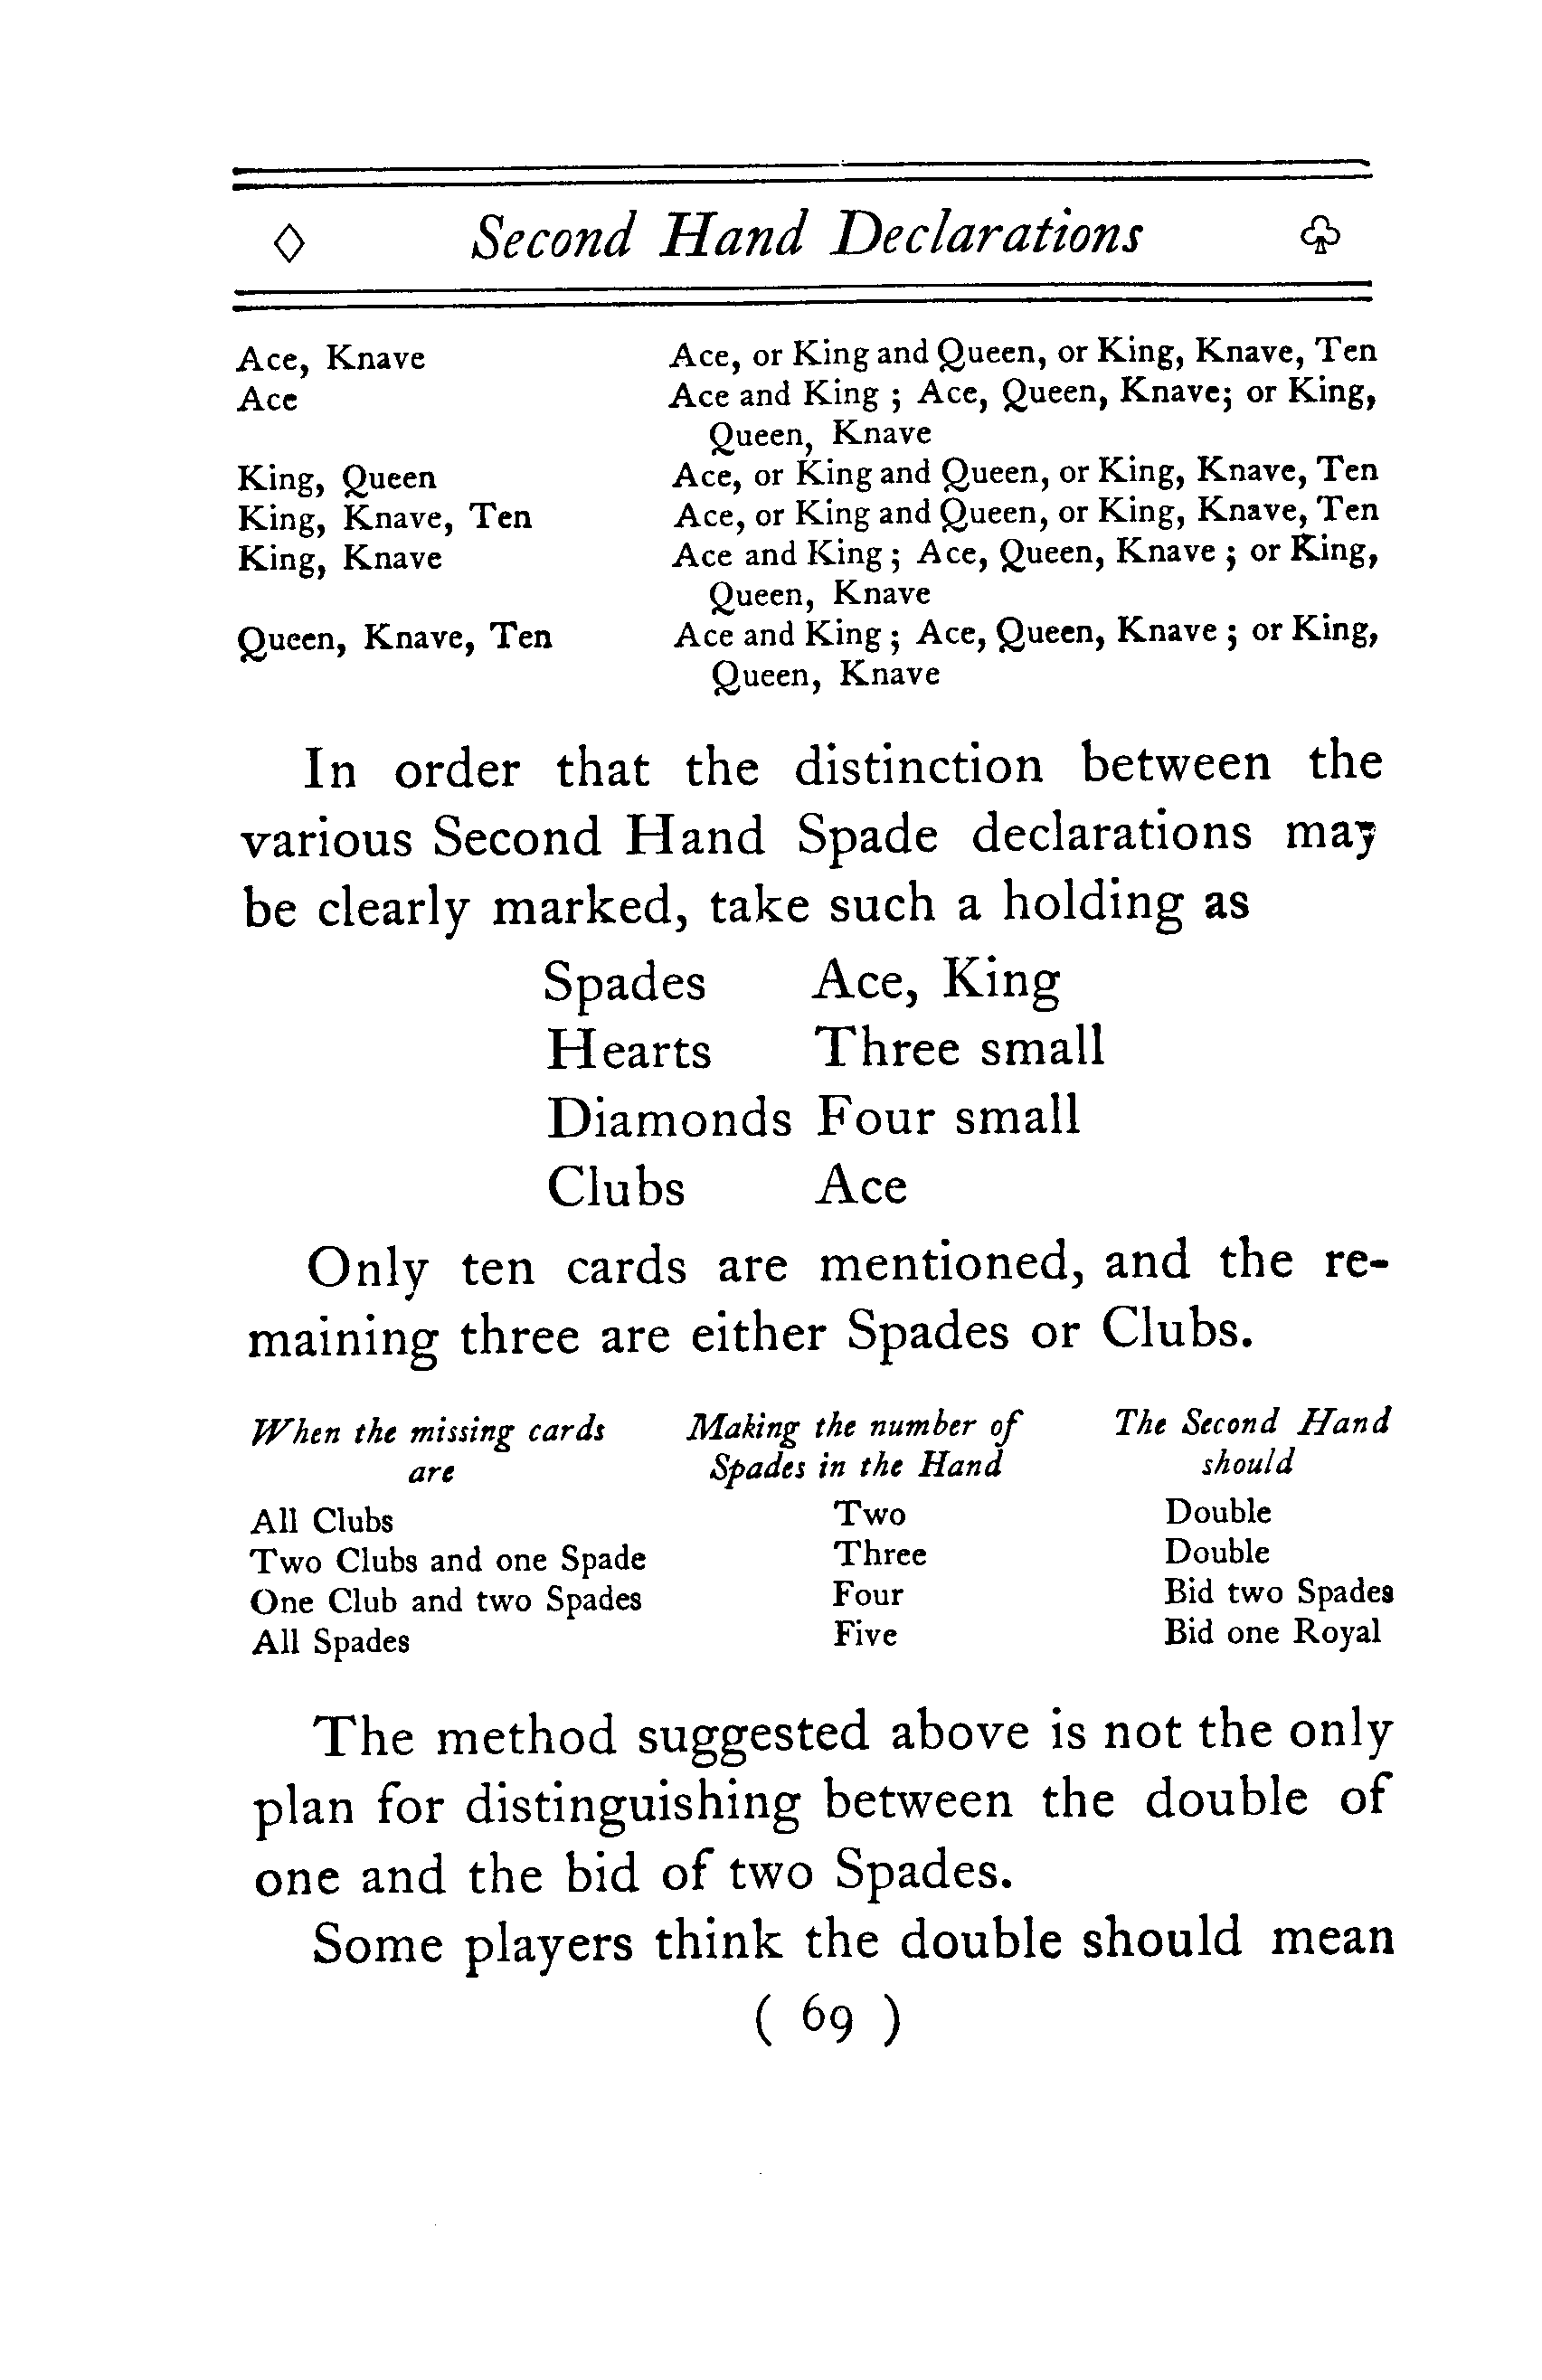 ◇ Second Hand Declarations ♧
Ace, Knave Ace, or King and Queen, or King, Knave, Ten
Ace Ace and King ; Ace, Queen, Knave; or King,
Queen, Knave
King, Queen Ace, or King and Queen, or King, Knave, Ten
King, Knave, Ten Ace, or King and Queen, or King, Knave, Ten
King, Knave Ace and King ; Ace, Queen, Knave ; or King,
Queen, Knave
Queen, Knave, Ten Ace and King ; Ace, Queen, Knave ; or King,
Queen, Knave
In order that the distinction between the
various Second Hand Spade declarations may
be clearly marked, take such a holding as
Spades Ace, King
Hearts Three small
Diamonds Four small
Clubs Ace
Only ten cards are mentioned, and the re-
maining three are either Spades or Clubs.
When the missing cards Making the number of The Second Hand
are Spades in the Hand should
All Clubs Two Double
Two Clubs and one Spade Three Double
One Club and two Spades Four Bid two Spades
All Spades Five Bid one Royal
The method suggested above is not the only
plan for distinguishing between the double of
one and the bid of two Spades.
Some players think the double should mean
( 69 )